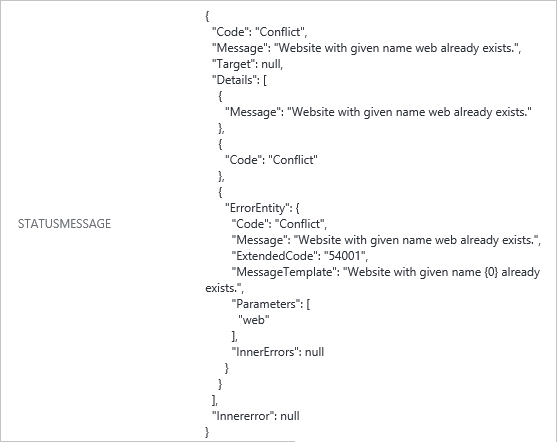 {
"Code": "Conflict",
"Message": "Website with given name web already exists.",
"Target": null,
"Details": [
{
"Message": "Website with given name web already exists."
},
{
"Code": "Conflict"
},
{
STATUSMESSAGE
"ErrorEntity": {
"Code": "Conflict",
"Message": "Website with given name web already exists.",
"ExtendedCode": "54001",
"MessageTemplate": "Website with given name {0} already
exists.",
"Parameters": [
"web"
],
"InnerErrors": null
}
}
],
"Innererror": null
}